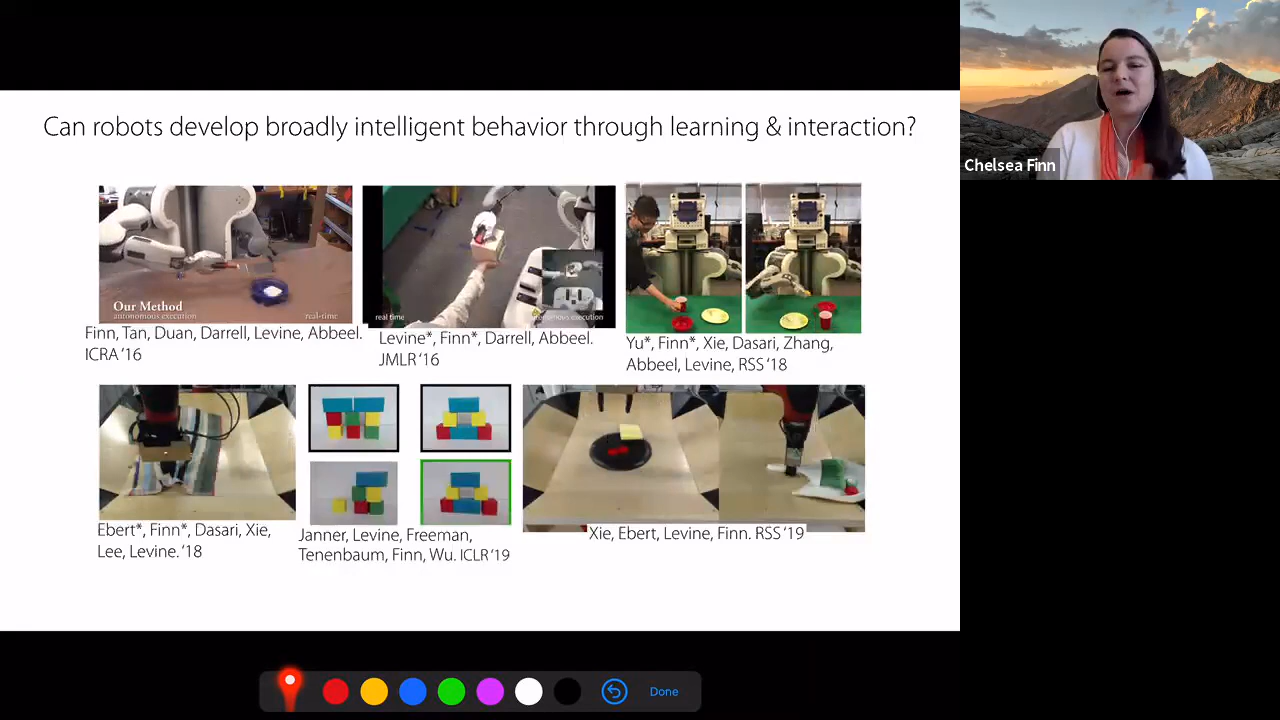 Can robots develop broadly intelligent behavior through learning & interaction?
Chelsea Finn
Our Method
autonomous execution
real-time
real time
autonomous execution
Finn, Tan, Duan, Darrell, Levine, Abbeel.
ICRA '16
Levine*, Finn*, Darrell, Abbeel.
JMLR '16
Yu*, Finn*, Xie, Dasari, Zhang,
Abbeel, Levine, RSS '18
Ebert*, Finn*, Dasari, Xie,
Lee, Levine. '18
Janner, Levine, Freeman,
Tenenbaum, Finn, Wu. ICLR '19
Xie, Ebert, Levine, Finn. RSS '19
Done